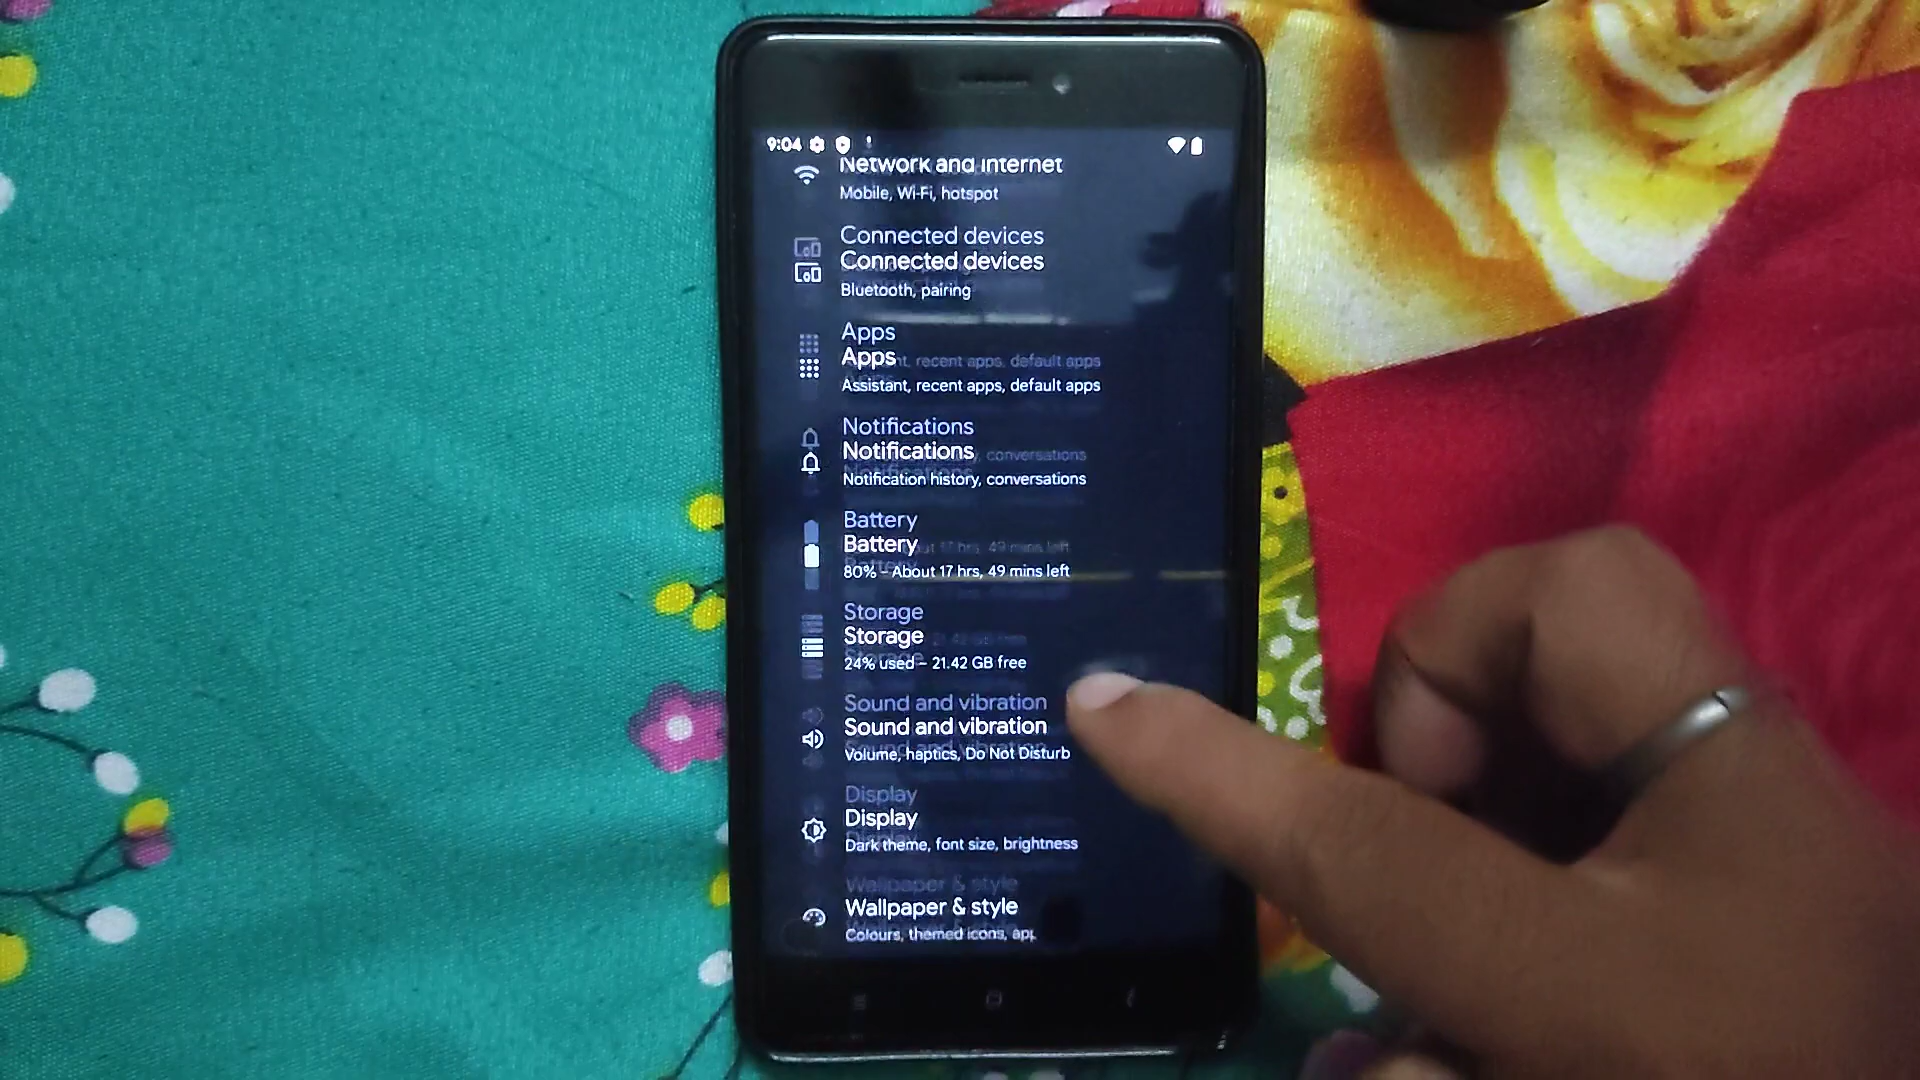 9:04
Network and internet
Mobile, Wi-Fi, hotspot
Connected devices
Connected devices
Bluetooth, pairing
Apps
Apps
Assistant, recent apps, default apps
Notifications
Notifications
Notification history, conversations
Battery
Battery
80% - About 17 hrs, 49 mins left
Storage
Storage
24% used – 21.42 GB free
Sound and vibration
Sound and vibration
Volume, haptics, Do Not Disturb
Display
Display
Dark theme, font size, brightness
Wallpaper & style
Wallpaper & style
Colours, themed icons,